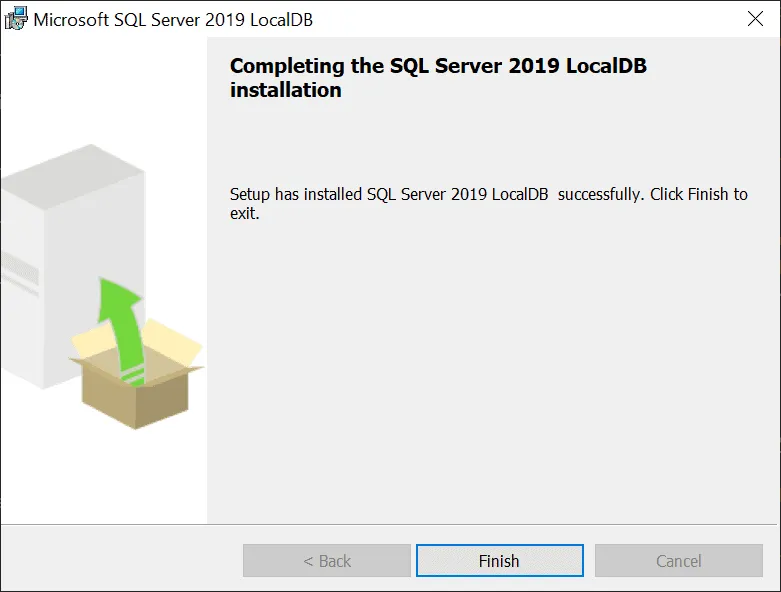 Microsoft SQL Server 2019 LocalDB
Completing the SQL Server 2019 LocalDB
installation
Setup has installed SQL Server 2019 LocalDB  successfully. Click Finish to
exit.
< Back
Finish
Cancel